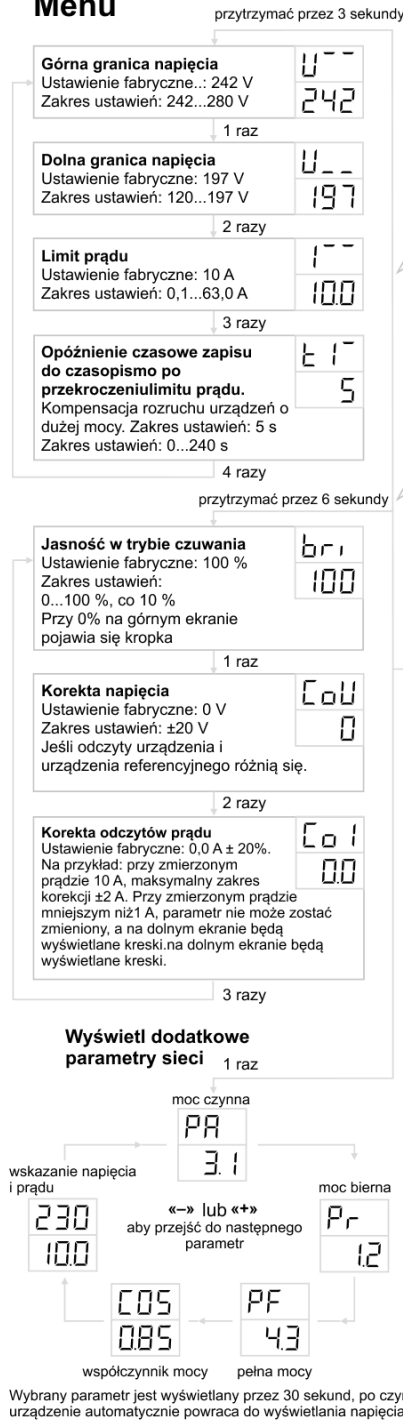 Menu
przytrzymać przez 3 sekundy
Górna granica napięcia
Ustawienie fabryczne..: 242 V
Zakres ustawień: 242...280 V
U¯¯
242
1 raz
Dolna granica napięcia
Ustawienie fabryczne: 197 V
Zakres ustawień: 120...197 V
U__
197
2 razy
Limit prądu
Ustawienie fabryczne: 10 A
Zakres ustawień: 0,1...63,0 A
I¯¯
10.0
3 razy
Opóźnienie czasowe zapisu
do czasopismo po
przekroczeniulimitu prądu.
Kompensacja rozruchu urządzeń o
dużej mocy. Zakres ustawień: 5 s
Zakres ustawień: 0...240 s
t I¯
5
4 razy
przytrzymać przez 6 sekundy
Jasność w trybie czuwania
Ustawienie fabryczne: 100 %
Zakres ustawień:
0...100 %, co 10 %
Przy 0% na górnym ekranie
pojawia się kropka
bri
100
1 raz
Korekta napięcia
Ustawienie fabryczne: 0 V
Zakres ustawień: ±20 V
Jeśli odczyty urządzenia i
urządzenia referencyjnego różnią się.
CoU
0
2 razy
Korekta odczytów prądu
Ustawienie fabryczne: 0,0 A ± 20%.
Na przykład: przy zmierzonym
prądzie 10 A, maksymalny zakres
korekcji ±2 A. Przy zmierzonym prądzie
mniejszym niż1 A, parametr nie może zostać
zmieniony, a na dolnym ekranie będą
wyświetlane kreski.na dolnym ekranie będą
wyświetlane kreski.
CoI
0.0
3 razy
Wyświetl dodatkowe
parametry sieci
1 raz
moc czynna
PA
3.1
wskazanie napięcia
i prądu
230
10.0
«–» lub «+»
aby przejść do następnego
parametr
moc bierna
Pr
1.2
COS
0.85
PF
4.3
współczynnik mocy
pełna mocy
Wybrany parametr jest wyświetlany przez 30 sekund, po czym
urządzenie automatycznie powraca do wyświetlania napięcia